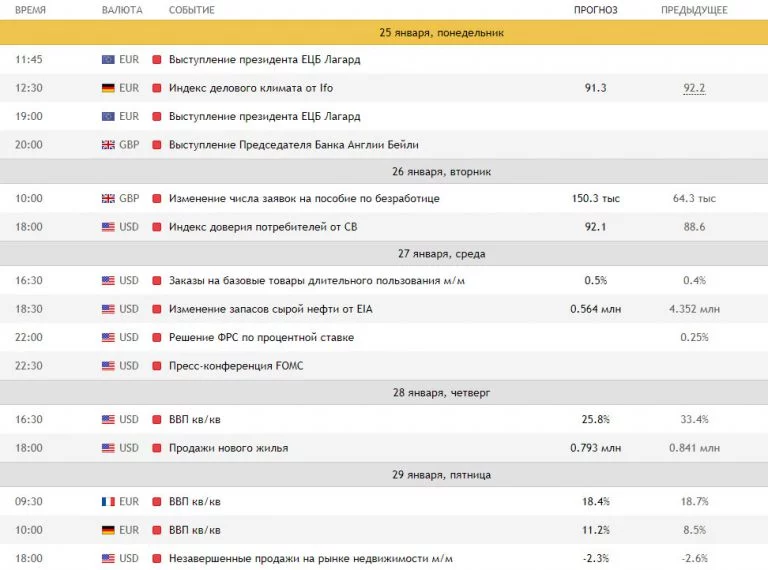 ВРЕМЯ ВАЛЮТА СОБЫТИЕ ПРОГНОЗ ПРЕДЫДУЩЕЕ
25 января, понедельник
11:45 EUR Выступление президента ЕЦБ Лагард
12:30 EUR Индекс делового климата от Ifo 91.3 92.2
19:00 EUR Выступление президента ЕЦБ Лагард
20:00 GBP Выступление Председателя Банка Англии Бейли
26 января, вторник
10:00 GBP Изменение числа заявок на пособие по безработице 150.3 тыс 64.3 тыс
18:00 USD Индекс доверия потребителей от CB 92.1 88.6
27 января, среда
16:30 USD Заказы на базовые товары длительного пользования м/м 0.5% 0.4%
18:30 USD Изменение запасов сырой нефти от EIA 0.564 млн 4.352 млн
22:00 USD Решение ФРС по процентной ставке 0.25%
22:30 USD Пресс-конференция FOMC
28 января, четверг
16:30 USD ВВП кв/кв 25.8% 33.4%
18:00 USD Продажи нового жилья 0.793 млн 0.841 млн
29 января, пятница
09:30 EUR ВВП кв/кв 18.4% 18.7%
10:00 EUR ВВП кв/кв 11.2% 8.5%
18:00 USD Незавершенные продажи на рынке недвижимости м/м -2.3% -2.6%